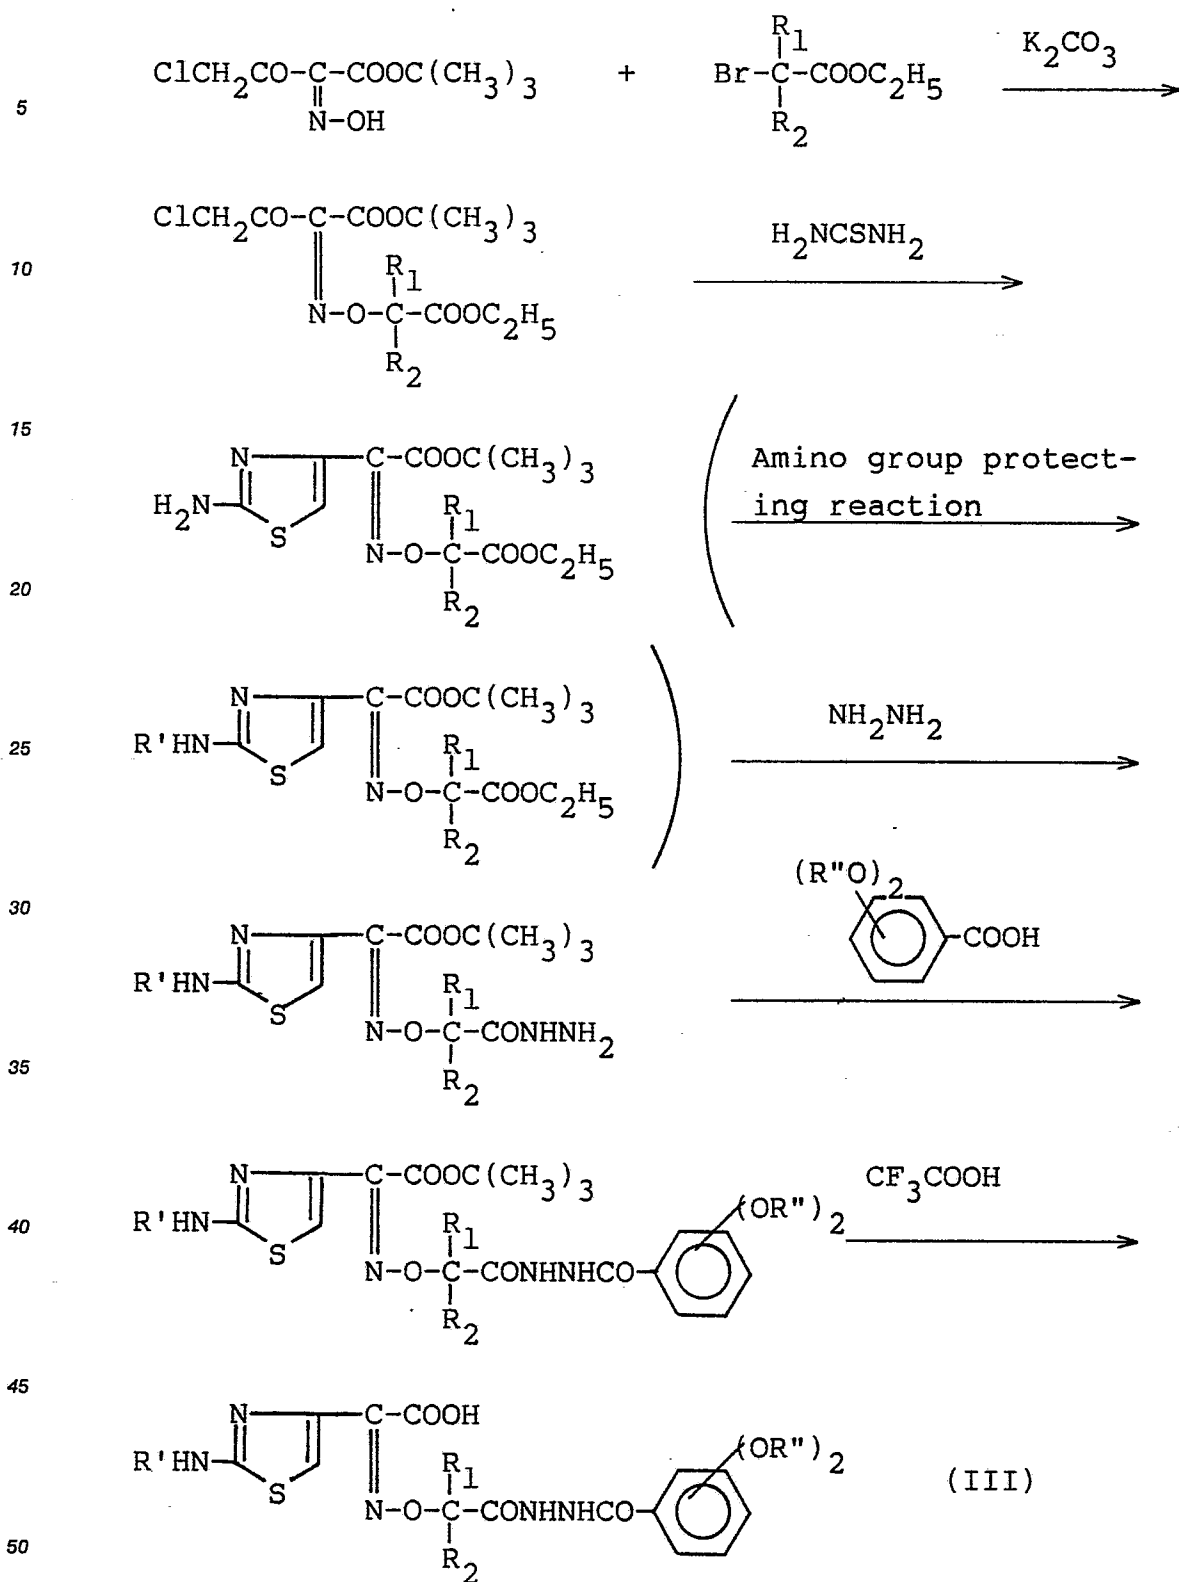 R1 K2CO3
ClCH2CO-C-COOC(CH3)3 + Br-C-COOC2H5
5
N-OH R2
ClCH2CO-C-COOC(CH3)3 H2NCSNH2
10 R1
N-O-C-COOC2H5
R2
15
N C-COOC(CH3)3 Amino group protect-
H2N R1 ing reaction
S N-O-C-COOC2H5
20 R2
N C-COOC(CH3)3 NH2NH2
25 R'HN R1
S N-O-C-COOC2H5
R2
30 (R"O)2
N C-COOC(CH3)3 -COOH
R'HN R1
S N-O-C-CONHNH2
35 R2
N C-COOC(CH3)3 CF3COOH
40 R'HN R1 (OR")2
S N-O-C-CONHNHCO
R2
45
N C-COOH
R'HN R1 (OR")2 (III)
S N-O-C-CONHNHCO
50 R2